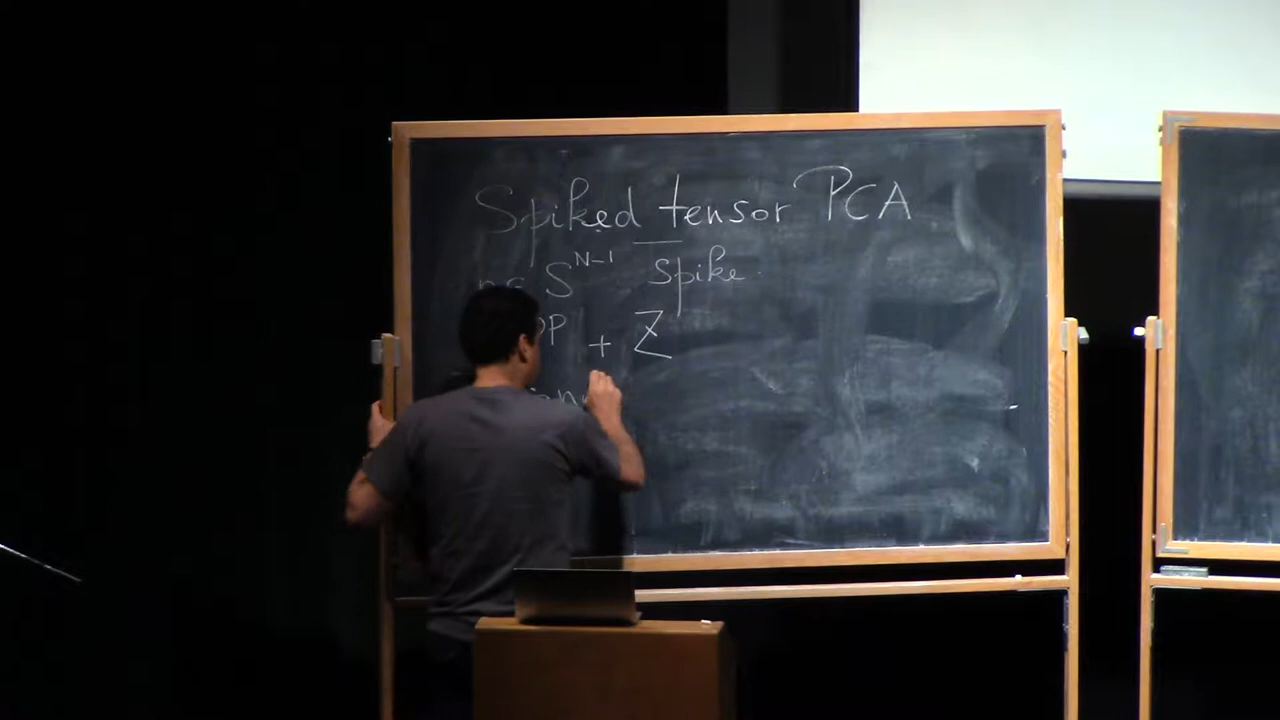 Spiked tensor PCA
S^{N-1} spike.
P + Z